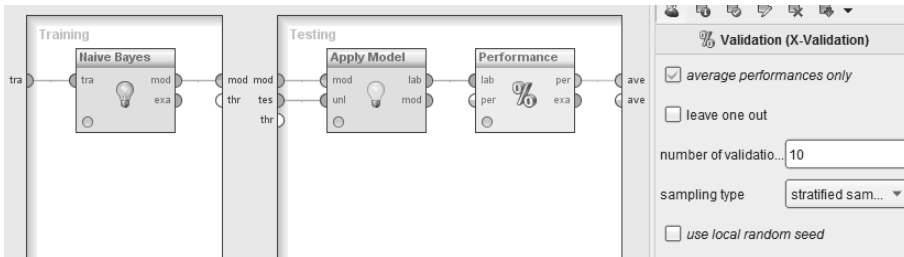 Training
Naive Bayes
tra
tra
mod
exa
mod
thr
Testing
mod
tes
thr
Apply Model
mod
unl
lab
mod
Performance
lab
per
per
exa
ave
ave
% Validation (X-Validation)
average performances only
leave one out
number of validatio... 10
sampling type stratified sam...
use local random seed